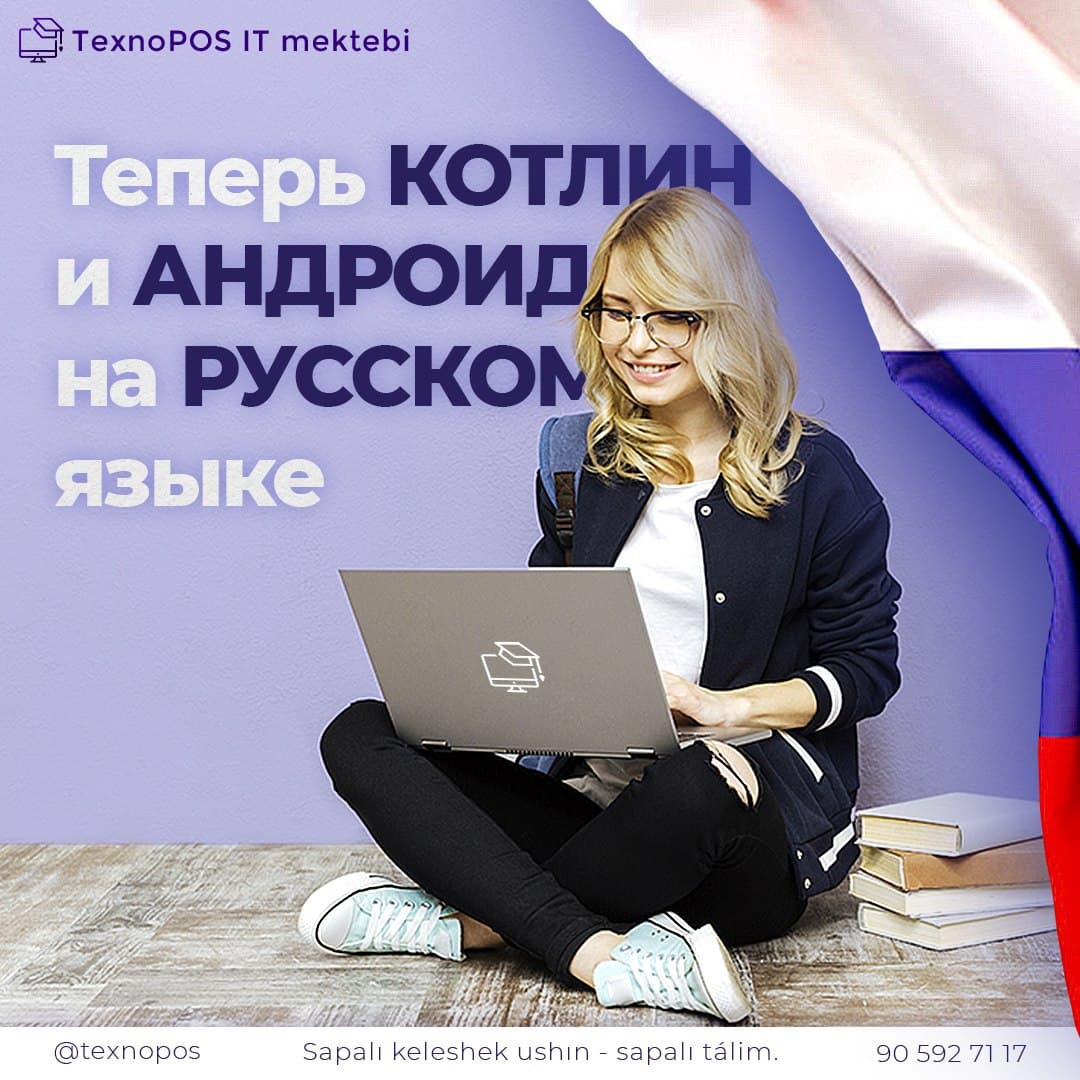 TexnoPOS IT mektebi
Теперь КОТЛИН
и АНДРОИД
на РУССКОМ
языке
@texnopos
Sapalı keleshek ushın - sapalı tálim.
90 592 71 17